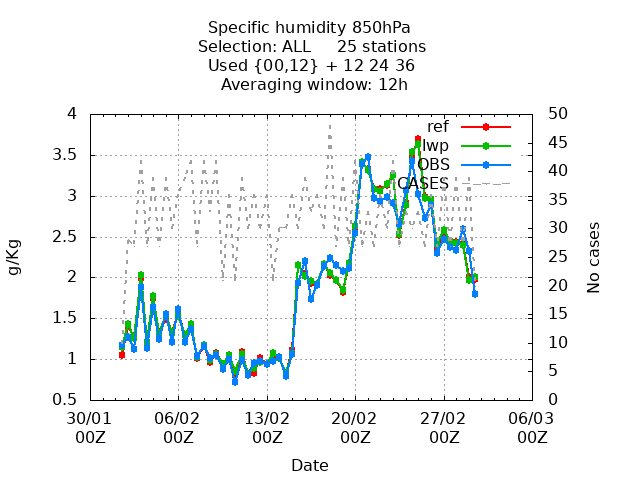 Specific humidity 850hPa
Selection: ALL 25 stations
Used {00,12} + 12 24 36
Averaging window: 12h
g/Kg
No cases
4
3.5
3
2.5
2
1.5
1
0.5
50
45
40
35
30
25
20
15
10
5
0
ref
lwp
OBS
CASES
30/01 06/02 13/02 20/02 27/02 06/03
00Z 00Z 00Z 00Z 00Z 00Z
Date